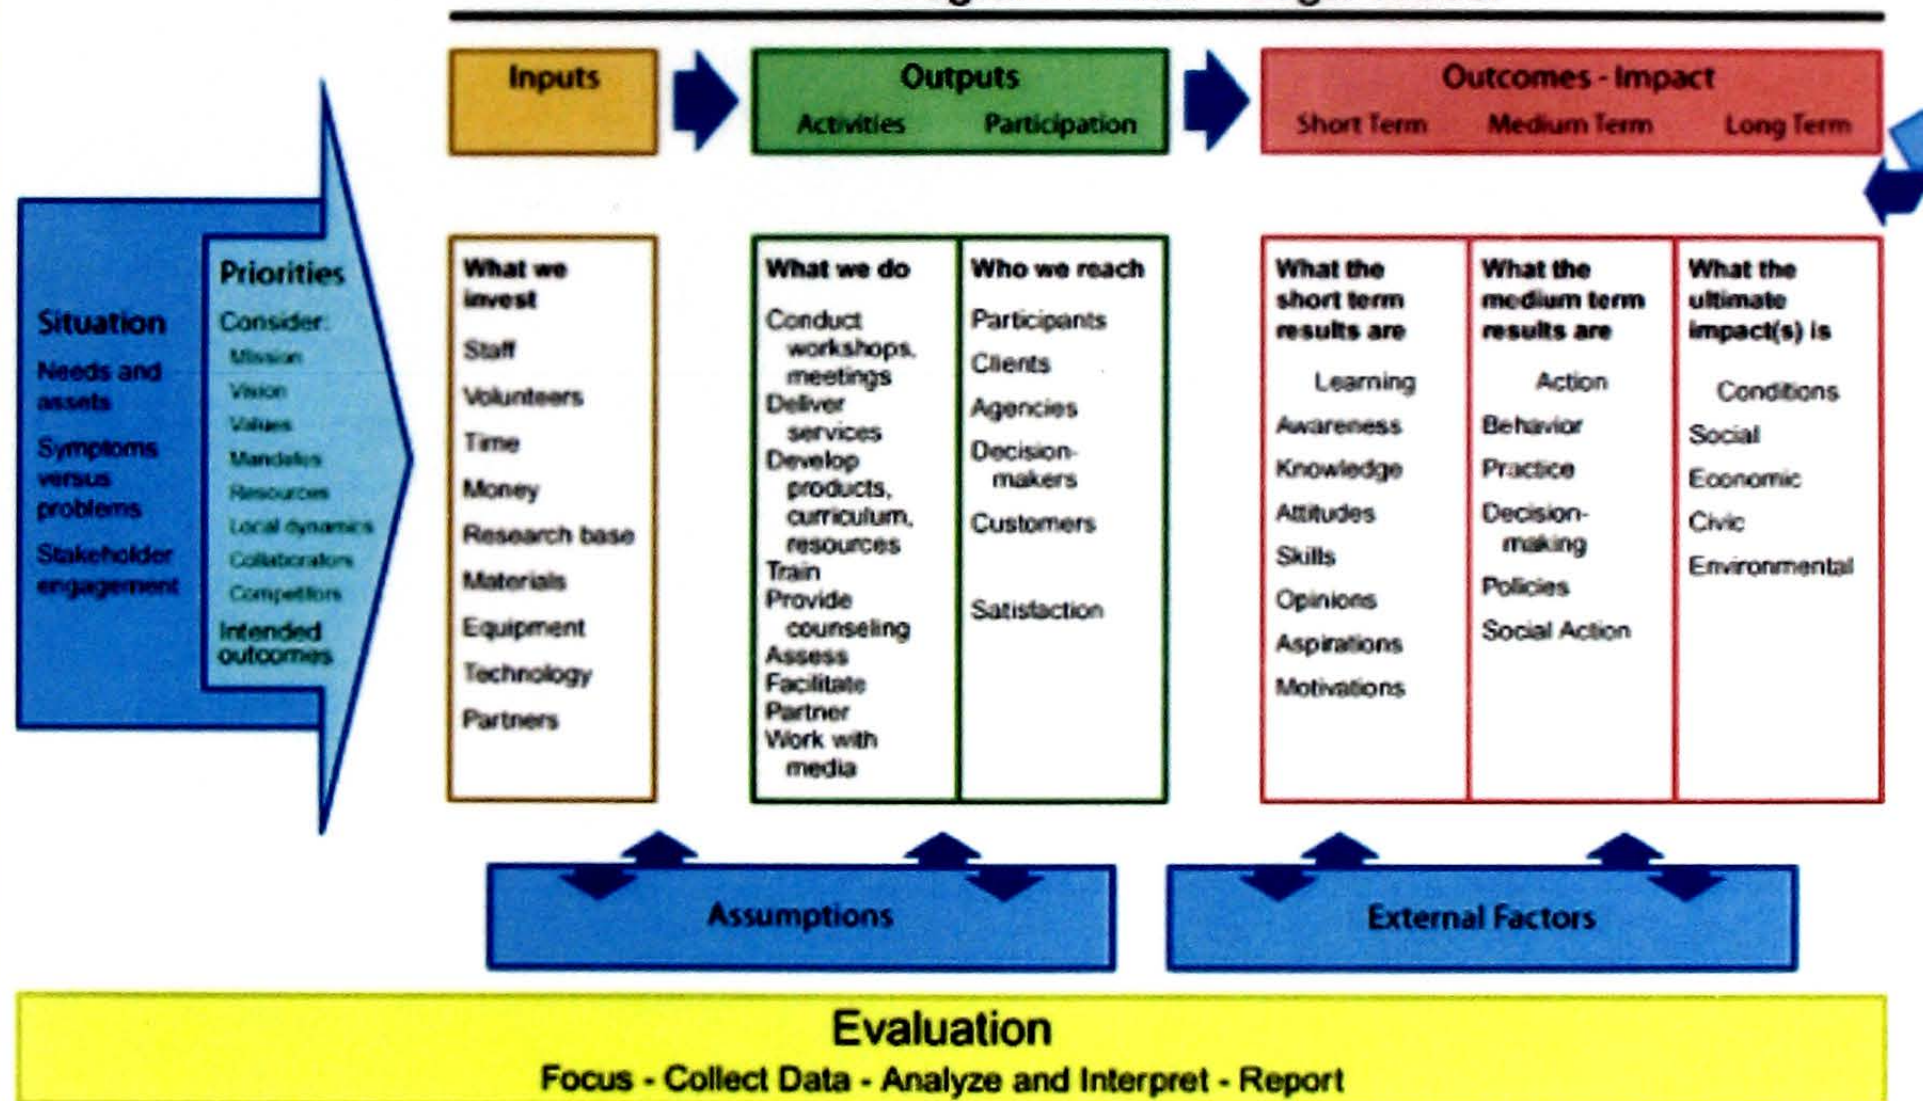 Inputs
Outputs
Activities Participation
Outcomes - Impact
Short Term Medium Term Long Term
Situation
Needs and
assets
Symptoms
versus
problems
Stakeholder
engagement
Priorities
Consider:
Mission
Vision
Values
Mandates
Resources
Local dynamics
Collaborators
Competitors
Intended
outcomes
What we
invest
Staff
Volunteers
Time
Money
Research base
Materials
Equipment
Technology
Partners
What we do
Conduct
workshops,
meetings
Deliver
services
Develop
products,
curriculum,
resources
Train
Provide
counseling
Assess
Facilitate
Partner
Work with
media
Who we reach
Participants
Clients
Agencies
Decision-
makers
Customers
Satisfaction
What the
short term
results are
Learning
Awareness
Knowledge
Attitudes
Skills
Opinions
Aspirations
Motivations
What the
medium term
results are
Action
Behavior
Practice
Decision-
making
Policies
Social Action
What the
ultimate
impact(s) is
Conditions
Social
Economic
Civic
Environmental
Assumptions
External Factors
Evaluation
Focus - Collect Data - Analyze and Interpret - Report